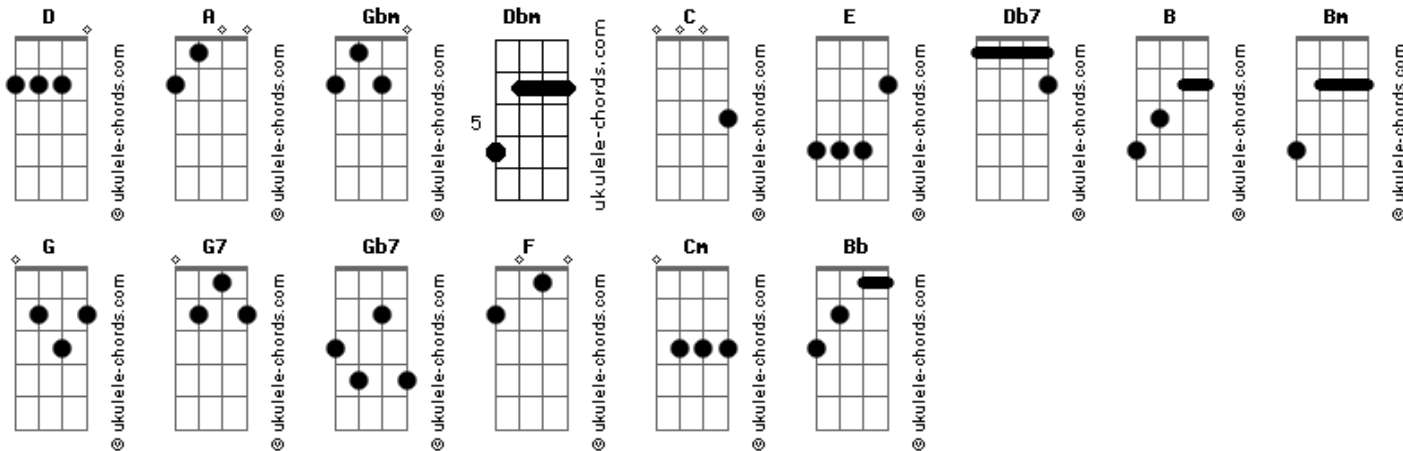 D A Gbm Dbm C E Db7 B Bm
© ukulele-chords.com © ukulele-chords.com © ukulele-chords.com ukulele-chords.com © ukulele-chords.com © ukulele-chords.com © ukulele-chords.com © ukulele-chords.com © ukulele-chords.com
5
G G7 Gb7 F Cm Bb
© ukulele-chords.com © ukulele-chords.com © ukulele-chords.com © ukulele-chords.com © ukulele-chords.com © ukulele-chords.com